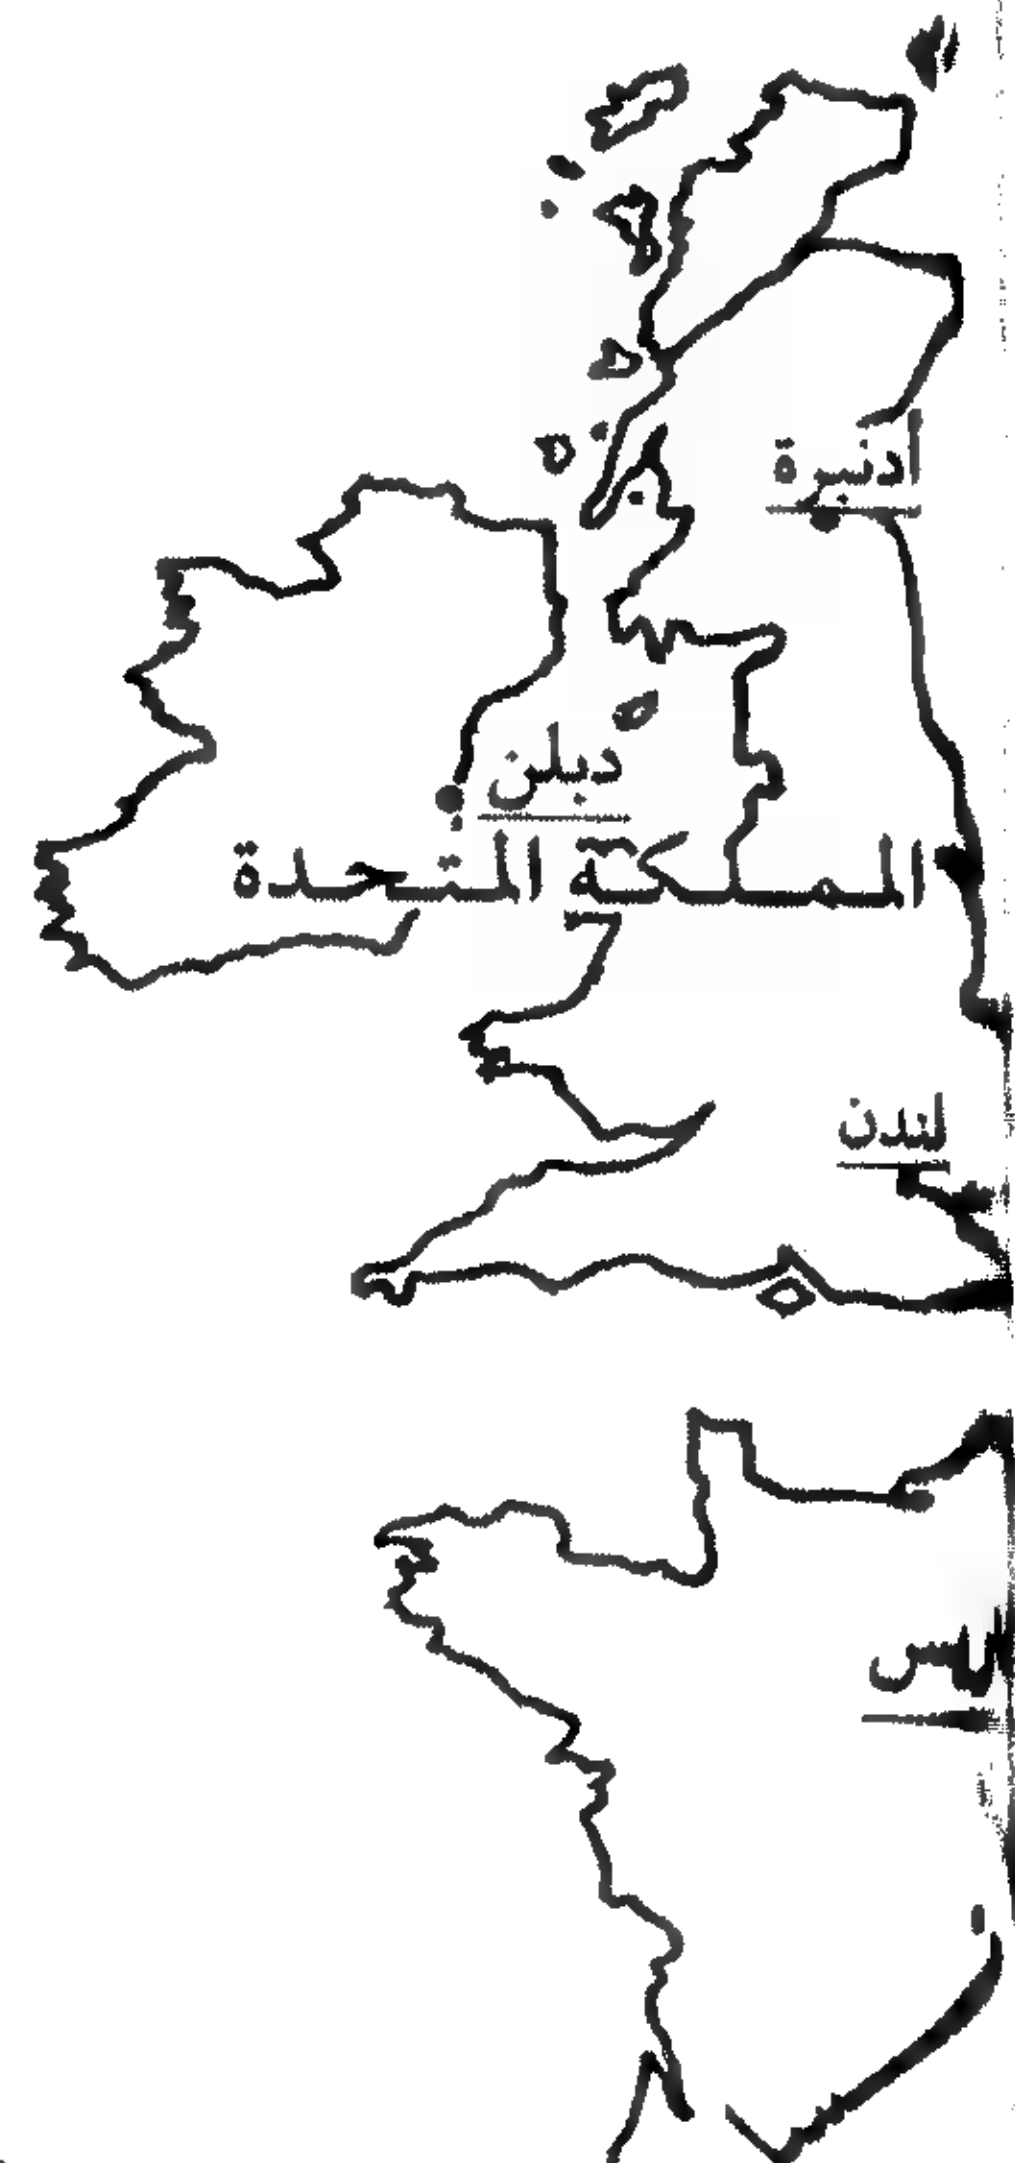 أدنبرة
دبلن
المملكة المتحدة
لندن